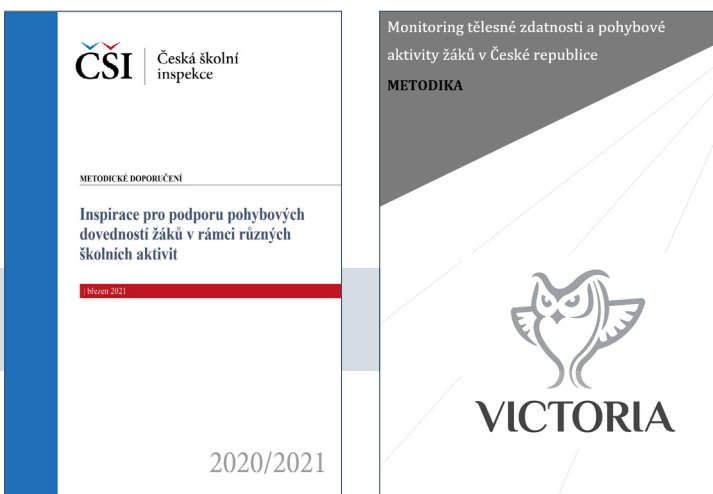 ČŠI
Česká školní
inspekce
METODICKÉ DOPORUČENÍ
Inspirace pro podporu pohybových
dovedností žáků v rámci různých
školních aktivit
| březen 2021
2020/2021
Monitoring tělesné zdatnosti a pohybové
aktivity žáků v České republice
METODIKA
VICTORIA